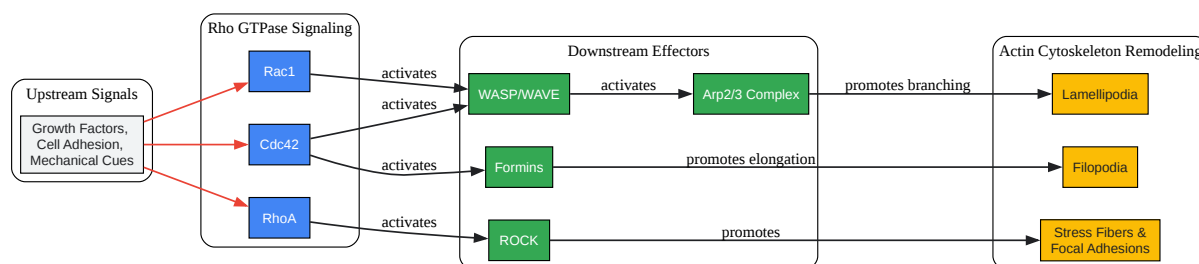 Upstream Signals
Growth Factors,
Cell Adhesion,
Mechanical Cues
Rho GTPase Signaling
Rac1
Cdc42
RhoA
activates
activates
activates
activates
Downstream Effectors
WASP/WAVE
activates
Arp2/3 Complex
Formins
ROCK
promotes branching
promotes elongation
promotes
Actin Cytoskeleton Remodeling
Lamellipodia
Filopodia
Stress Fibers &
Focal Adhesions